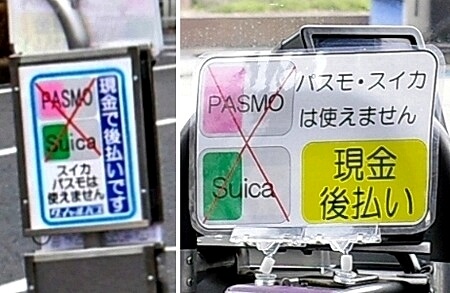 PASMO
Suica
現金で後払いです
スイカ
パスモは
使えません
PASMO
Suica
パスモ・スイカ
は使えません
現金
後払い